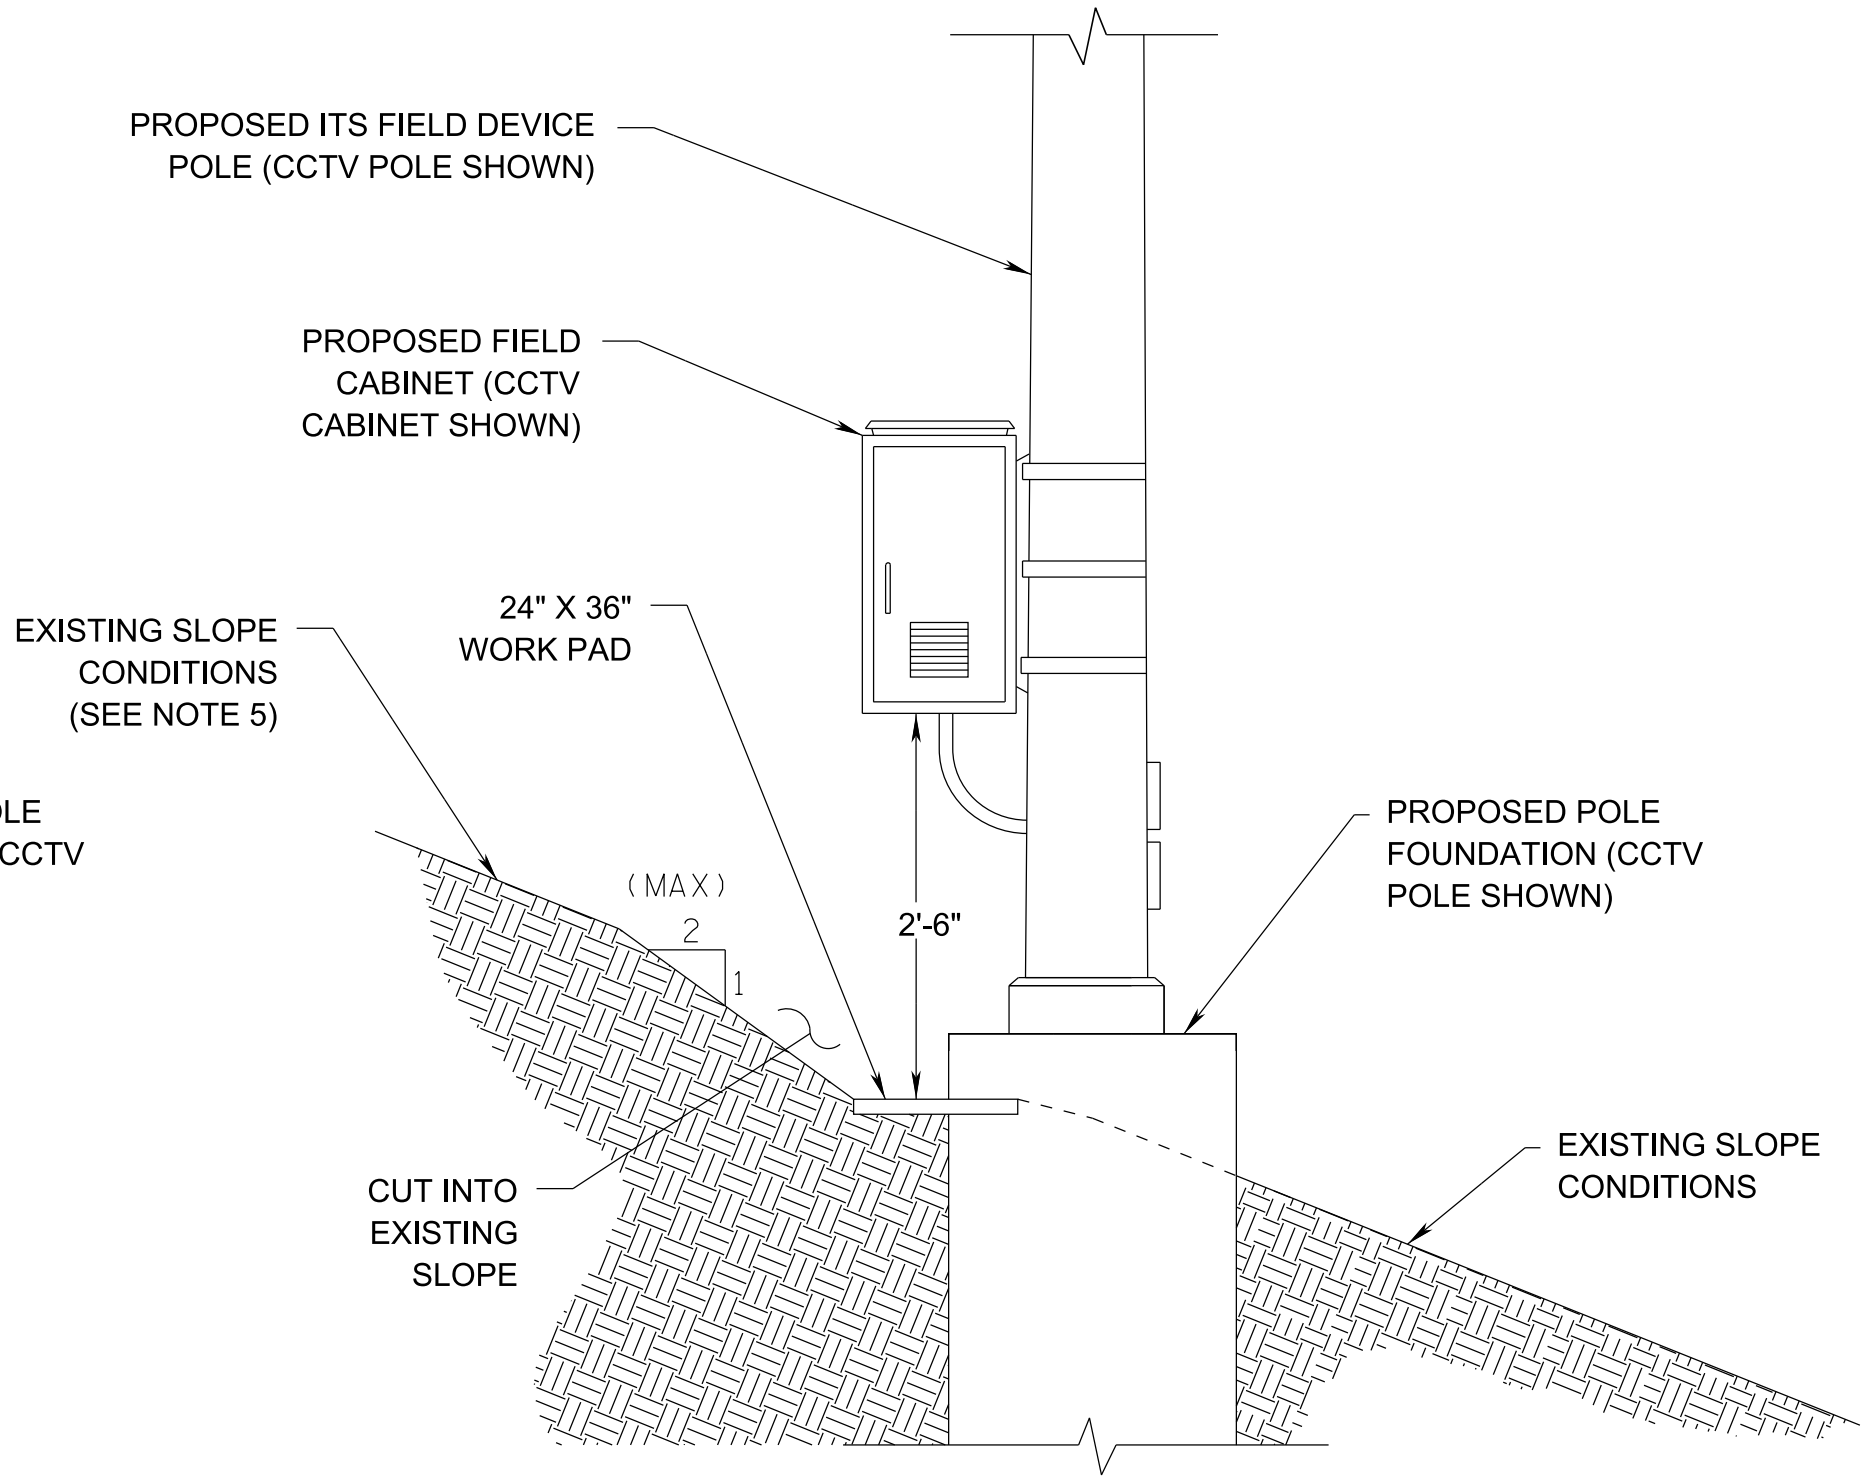 PROPOSED ITS FIELD DEVICE
POLE (CCTV POLE SHOWN)
PROPOSED FIELD
CABINET (CCTV
CABINET SHOWN)
24" X 36"
WORK PAD
EXISTING SLOPE
CONDITIONS
(SEE NOTE 5)
OLE
CCTV
(MAX)
2
1
2'-6"
PROPOSED POLE
FOUNDATION (CCTV
POLE SHOWN)
CUT INTO
EXISTING
SLOPE
EXISTING SLOPE
CONDITIONS